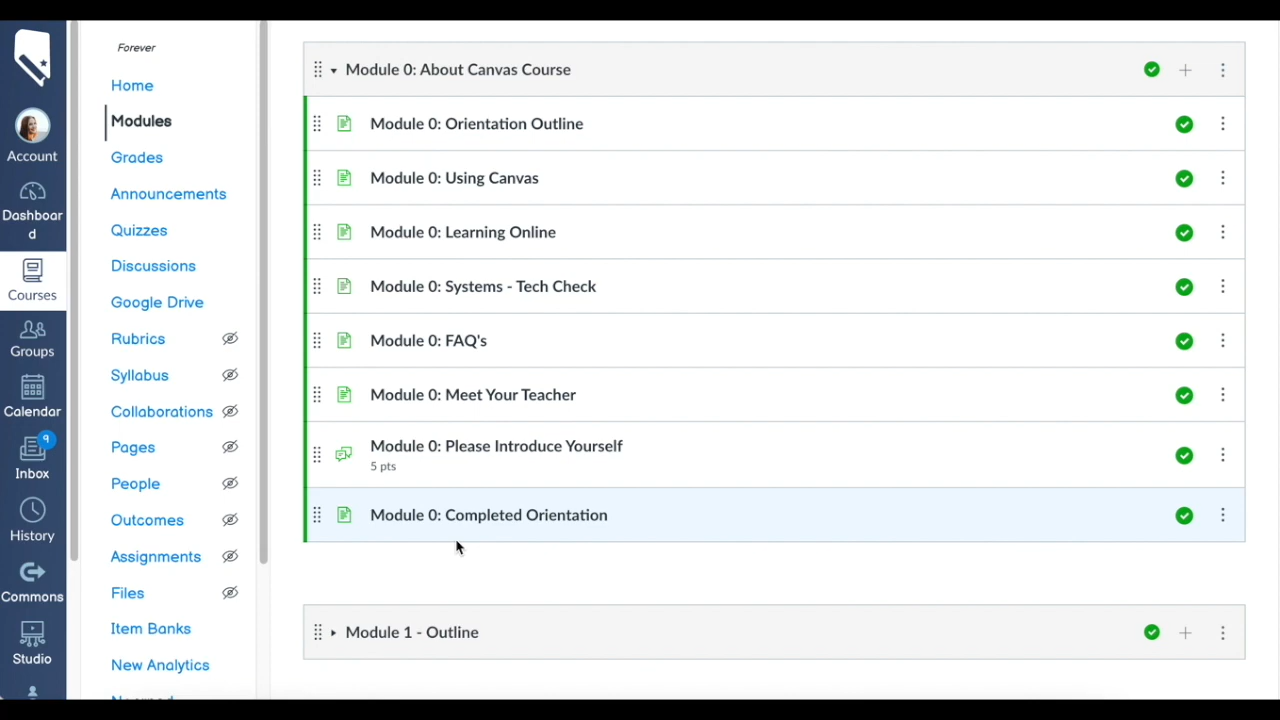 Account
Dashboar
d
Courses
Groups
Calendar
9
Inbox
History
Commons
Studio
Forever
Home
Modules
Grades
Announcements
Quizzes
Discussions
Google Drive
Rubrics
Syllabus
Collaborations
Pages
People
Outcomes
Assignments
Files
Item Banks
New Analytics
Module 0: About Canvas Course
Module 0: Orientation Outline
Module 0: Using Canvas
Module 0: Learning Online
Module 0: Systems - Tech Check
Module 0: FAQ's
Module 0: Meet Your Teacher
Module 0: Please Introduce Yourself
5 pts
Module 0: Completed Orientation
Module 1 - Outline